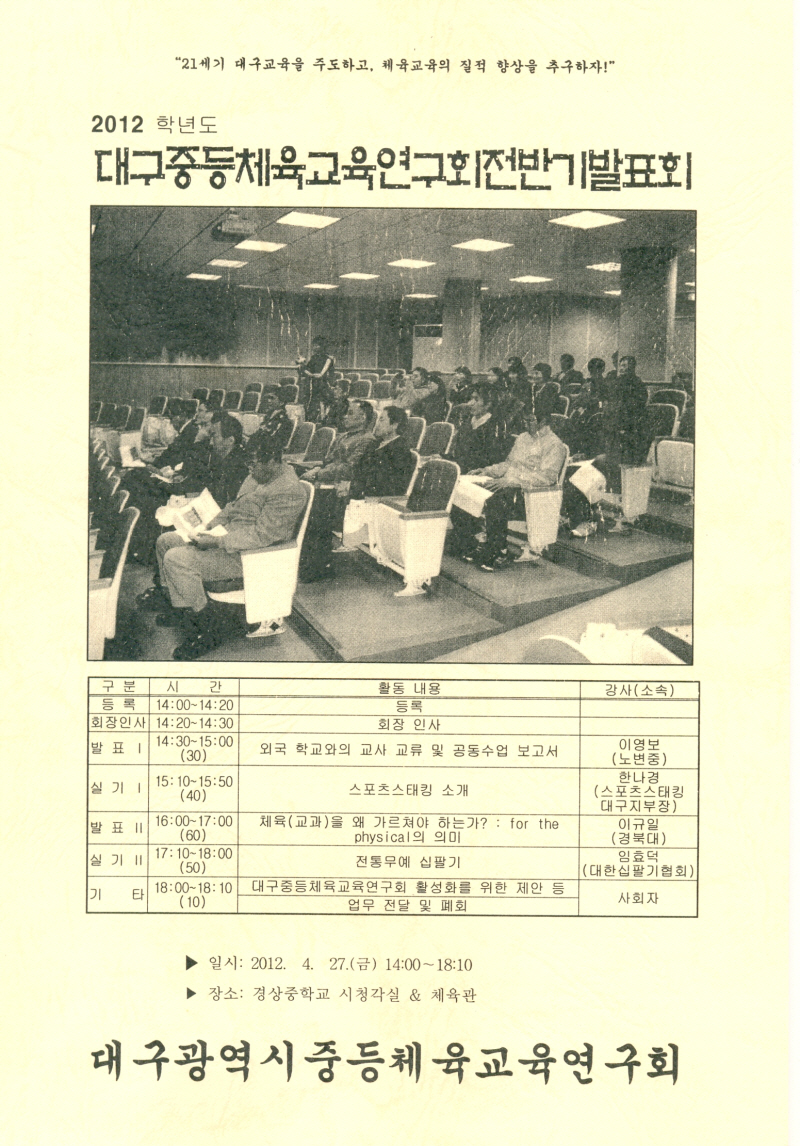 "21세기 대구교육을 주도하고, 체육교육의 질적 향상을 추구하자!"
2012 학년도
대구중등체육교육연구회전반기발표회
구 분 시 간 활동 내용 강사(소속)
등 록 14:00~14:20 등록
회장인사 14:20~14:30 회장 인사
발 표 I 14:30~15:00 (30) 외국 학교와의 교사 교류 및 공동수업 보고서 이영보 (노변중)
실 기 I 15:10~15:50 (40) 스포츠스태킹 소개 한나경 (스포츠스태킹 대구지부장)
발 표 II 16:00~17:00 (60) 체육(교과)을 왜 가르쳐야 하는가? : for the physical의 의미 이규일 (경북대)
실 기 II 17:10~18:00 (50) 전통무예 십팔기 임효덕 (대한십팔기협회)
기 타 18:00~18:10 (10) 대구중등체육교육연구회 활성화를 위한 제안 등 사회자
업무 전달 및 폐회
▶ 일시: 2012. 4. 27.(금) 14:00~18:10
▶ 장소: 경상중학교 시청각실 & 체육관
대구광역시중등체육교육연구회